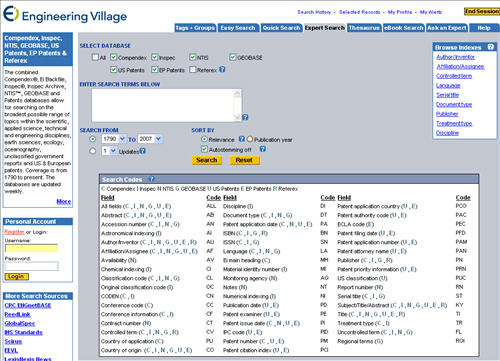 Engineering Village
Search History - Selected Records - My Profile - My Alerts
End Session
Tags + Groups
Easy Search
Quick Search
Expert Search
Thesaurus
eBook Search
Ask an Expert
Help
Compendex, Inspec,
NTIS, GEOBASE, US
Patents, EP Patents &
Referex
The combined
Compendex®, Ei Backfile,
Inspec®, Inspec Archive,
NTIS™, GEOBASE and
Patents databases allow
for searching on the
broadest possible range of
topics within the scientific,
applied science, technical
and engineering disciplines,
earth sciences, ecology,
oceanography,
unclassified government
reports and US & European
patents. Coverage is from
1790 to present. The
databases are updated
weekly.
More
Personal Account
Register or Login:
Username:
Password:
Login
More Search Sources
CRC ENGnetBASE
ReedLink
GlobalSpec
IHS Standards
Scirus
EEVL
LexisNexis News
SELECT DATABASE
All
Compendex
Inspec
NTIS
GEOBASE
US Patents
EP Patents
Referex
ENTER SEARCH TERMS BELOW
SEARCH FROM
1790 TO 2007
1 Updates
SORT BY
Relevance
Publication year
Autostemming off
Search
Reset
Browse Indexes
Author/Inventor
Affiliation/Assignee
Controlled term
Language
Serial title
Document type
Publisher
Treatment type
Discipline
Search Codes
C Compendex I Inspec N NTIS G GEOBASE U US Patents E EP Patents R Referex
Field Code Field Code
All fields (C, I, N, G, U, E) ALL Discipline (I) DI Patent application country (U, E) PCO
Abstract (C, I, N, G, U, E) AB Document type (C, I, N, G) DT Patent authority code (U, E) PAC
Accession number (C, I, N, G) AN Patent application date (C, N, U, E) PA ECLA code (E) PEC
Astronomical indexing (I) AI ISBN (C, I, G, R) BN Patent filing date (U, E) PFD
Author/Inventor (C, I, N, G, U, E, R) AU ISSN (C, I, G) SN Patent application number (U, E) PAM
Affiliation/Assignee (C, I, N, G, U, E) AF Language (C, I, N, G) LA Patent attorney name (U, E) PAN
Availability (N) AV Ei main heading (C) MH Publisher (C, I, G, N, R) PN
Chemical indexing (I) CI Material identity number (I) MI Patent priority information (U, E) PRN
Classification code (C, I, N, G) CL Monitoring agency (N) AG US classification (U) PUC
Original classification code (I) OC Notes (N) NT Report number (N) RN
CODEN (C, I) CN Numerical indexing (I) NI Serial title (C, I, G) ST
Conference code (C) CC Publication date (U, E) PD Subject/Title/Abstract (C, I, N, G, U, E, R) KY
Conference information (C, I) CF Patent examiner (U, E) PE Title (C, I, N, G, U, E, R) TI
Contract number (N) CT Patent issue date (C, N, U, E) PI Treatment type (C, I) TR
Controlled term (C, I, N, G, R) CV IPC code (U, E) PID Uncontrolled term (C, I, N, G) FL
Country of application (C) PU Patent number (C, U, E) PM Regional terms (G) RGI
Country of origin (C, I, N, G, U, E) CO Patent citation index (U, E) PCI